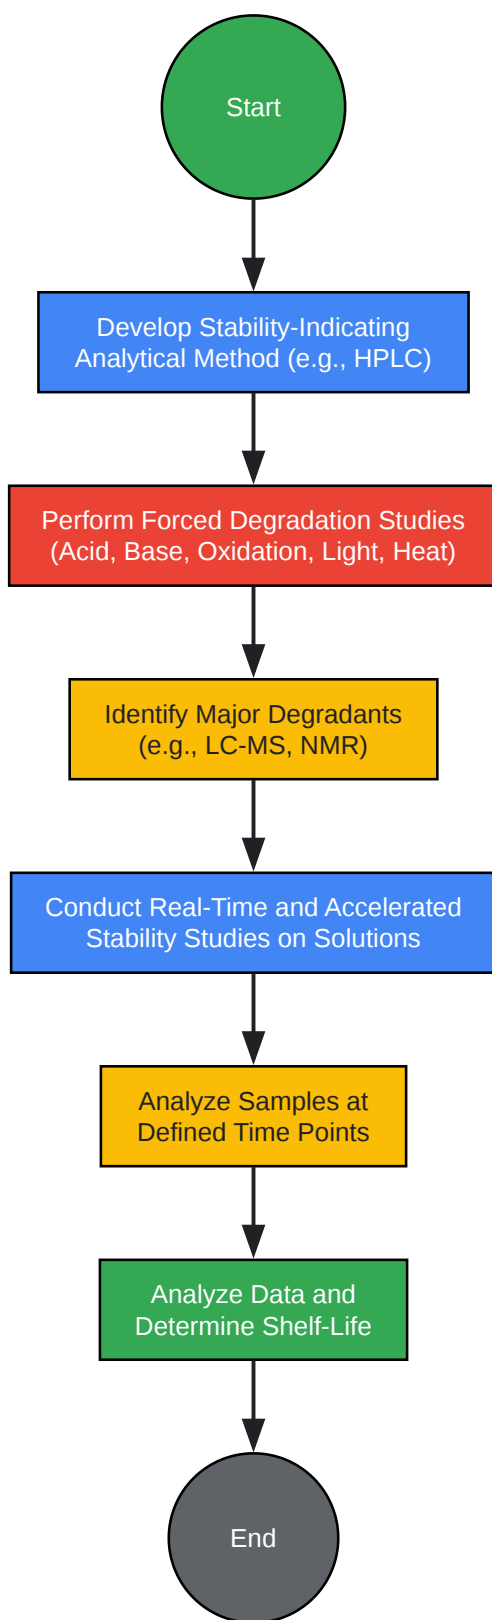 Start
Develop Stability-Indicating
Analytical Method (e.g., HPLC)
Perform Forced Degradation Studies
(Acid, Base, Oxidation, Light, Heat)
Identify Major Degradants
(e.g., LC-MS, NMR)
Conduct Real-Time and Accelerated
Stability Studies on Solutions
Analyze Samples at
Defined Time Points
Analyze Data and
Determine Shelf-Life
End